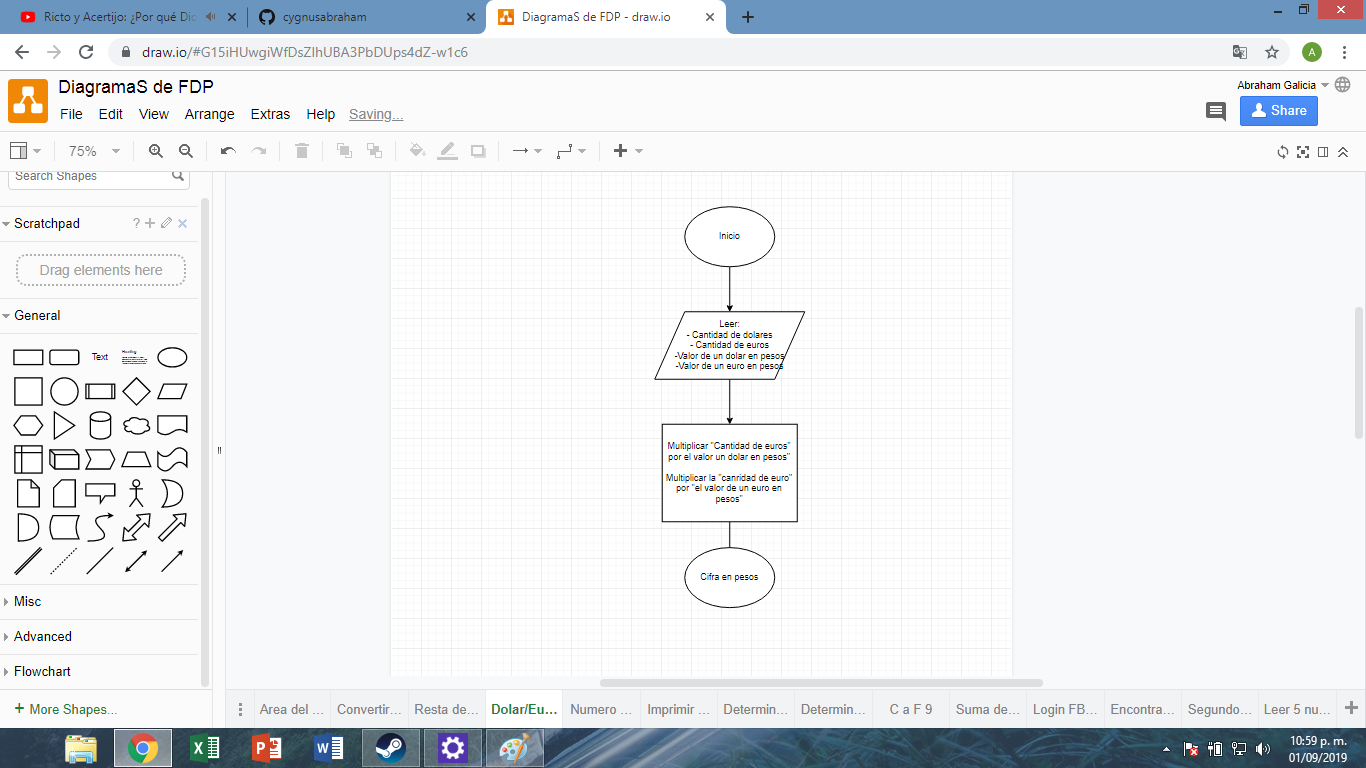 Ricto y Acertijo: ¿Por qué Dic
cygnusabraham
DiagramaS de FDP - draw.io
draw.io/#G15iHUwgiWfDsZIhUBA3PbDUps4dZ-w1c6
A
DiagramaS de FDP
Abraham Galicia
File Edit View Arrange Extras Help Saving...
Share
75%
Search Shapes
Scratchpad
?
Drag elements here
General
Text
Heading
Misc
Advanced
Flowchart
+ More Shapes...
Inicio
Leer:
- Cantidad de dolares
- Cantidad de euros
-Valor de un dolar en pesos
-Valor de un euro en pesos
Multiplicar "Cantidad de euros"
por el valor un dolar en pesos"
Multiplicar la "canridad de euro"
por "el valor de un euro en
pesos"
Cifra en pesos
Area del ... Convertir... Resta de... Dolar/Eu... Numero ... Imprimir ... Determin... Determin... C a F 9 Suma de... Login FB... Encontra... Segundo... Leer 5 nu...
10:59 p. m.
01/09/2019